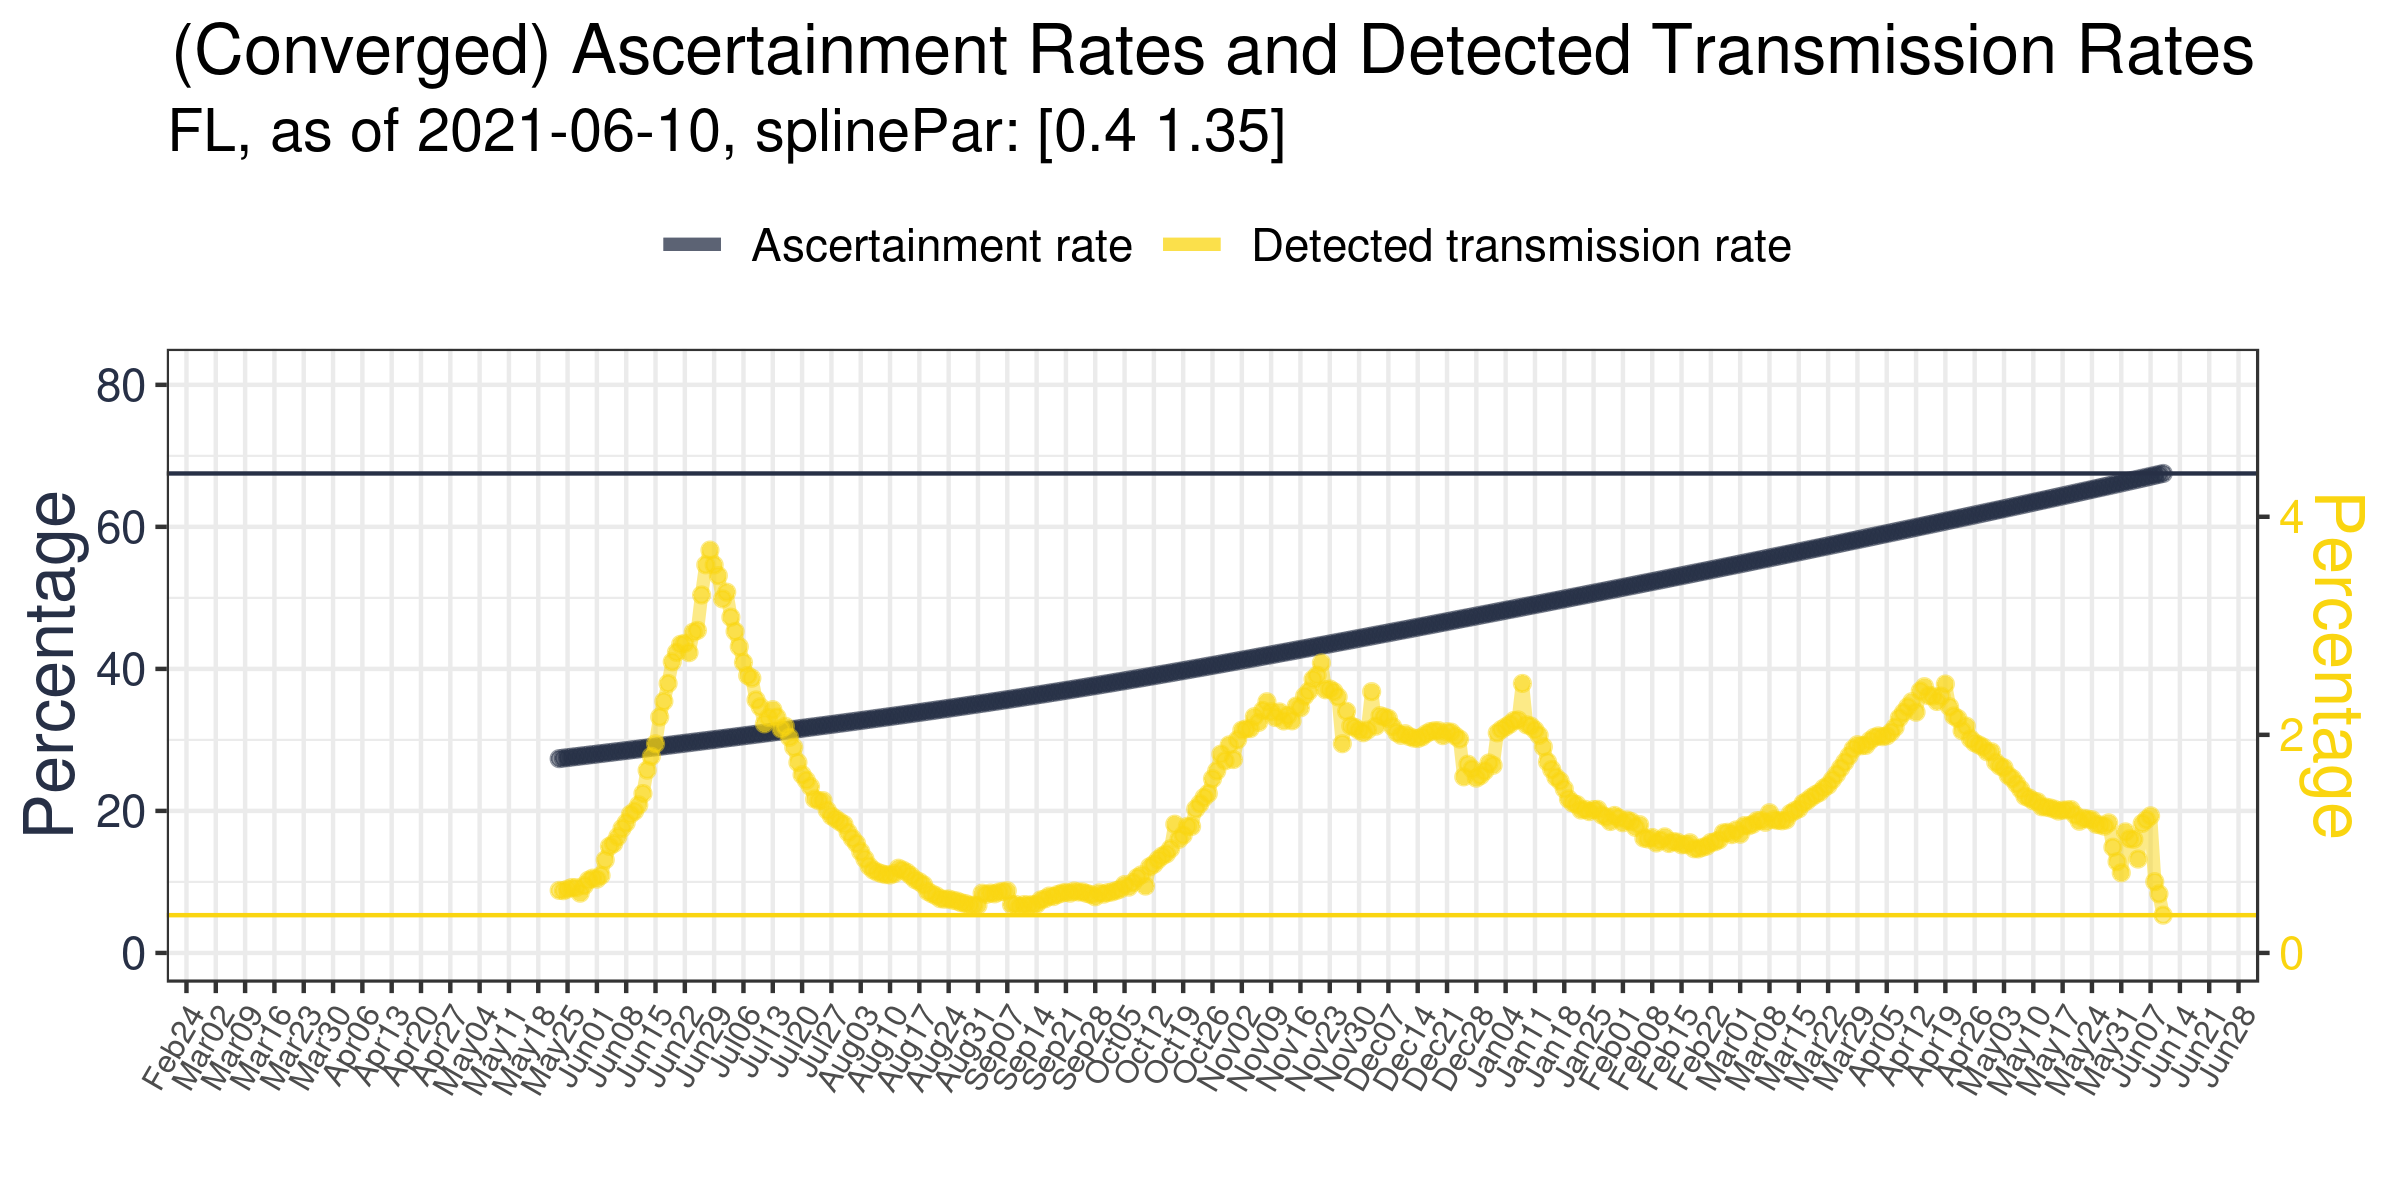 (Converged) Ascertainment Rates and Detected Transmission Rates
FL, as of 2021-06-10, splinePar: [0.4 1.35]
Ascertainment rate Detected transmission rate
Percentage
80
60
40
20
0
4
2
0
Percentage
Feb24 Mar02 Mar09 Mar16 Mar23 Mar30 Apr06 Apr13 Apr20 Apr27 May04 May11 May18 May25 Jun01 Jun08 Jun15 Jun22 Jun29 Jul06 Jul13 Jul20 Jul27 Aug03 Aug10 Aug17 Aug24 Aug31 Sep07 Sep14 Sep21 Sep28 Oct05 Oct12 Oct19 Oct26 Nov02 Nov09 Nov16 Nov23 Nov30 Dec07 Dec14 Dec21 Dec28 Jan04 Jan11 Jan18 Jan25 Feb01 Feb08 Feb15 Feb22 Mar01 Mar08 Mar15 Mar22 Mar29 Apr05 Apr12 Apr19 Apr26 May03 May10 May17 May24 May31 Jun07 Jun14 Jun21 Jun28